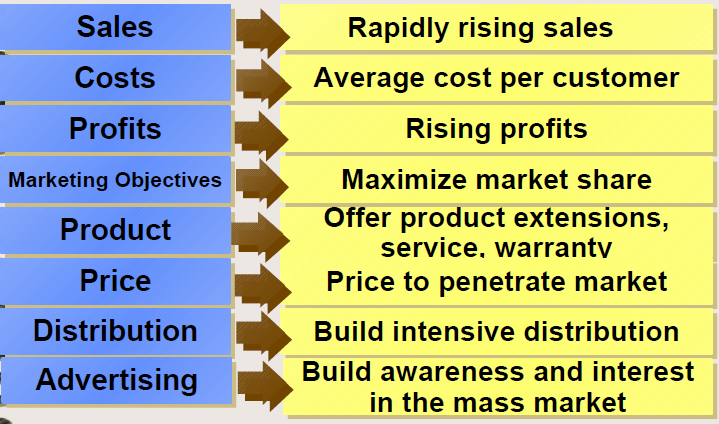 Sales
Rapidly rising sales
Costs
Average cost per customer
Profits
Rising profits
Marketing Objectives
Maximize market share
Product
Offer product extensions,
service, warranty
Price
Price to penetrate market
Distribution
Build intensive distribution
Advertising
Build awareness and interest
in the mass market